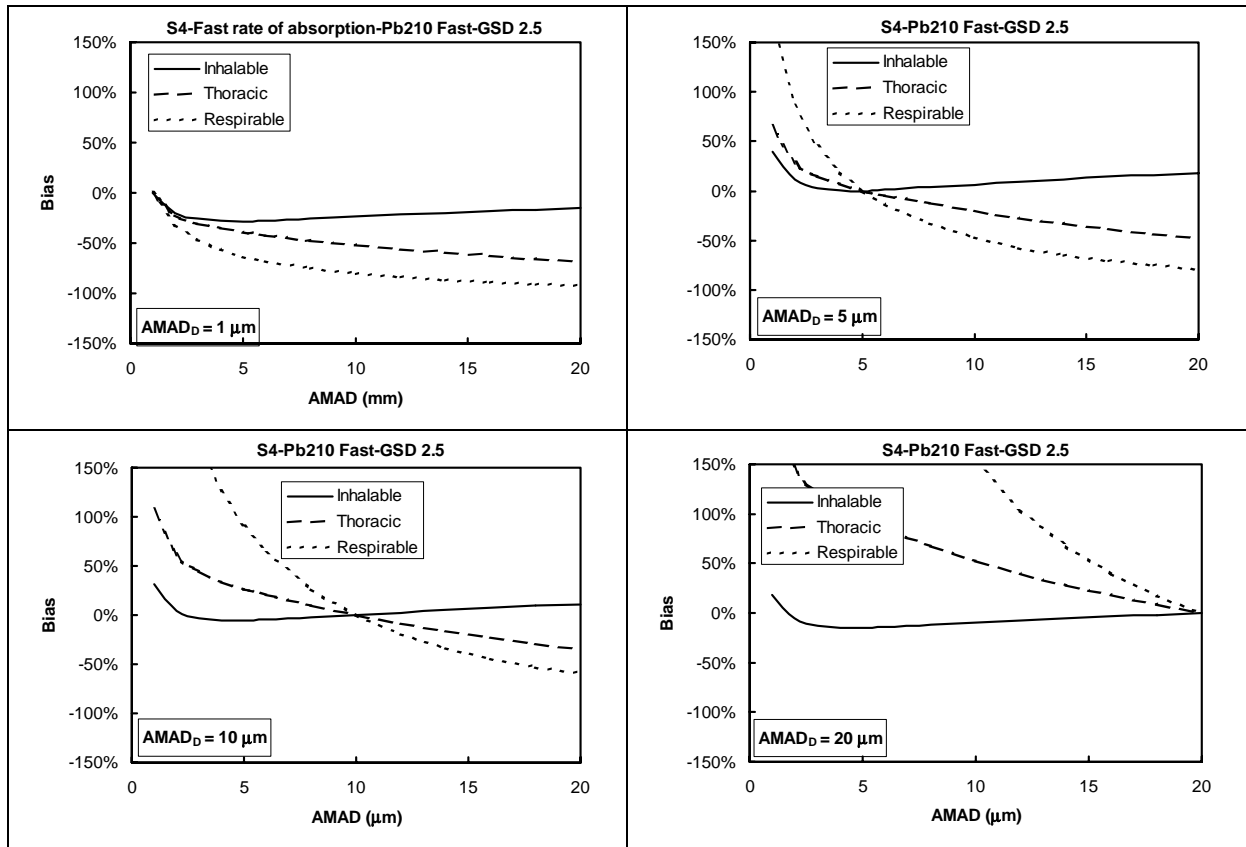 S4-Fast rate of absorption-Pb210 Fast-GSD 2.5
150%
100%
50%
0%
-50%
-100%
-150%
Bias
Inhalable
Thoracic
Respirable
AMAD_D = 1 µm
0 5 10 15 20
AMAD (mm)
S4-Pb210 Fast-GSD 2.5
150%
100%
50%
0%
-50%
-100%
-150%
Bias
Inhalable
Thoracic
Respirable
AMAD_D = 5 µm
0 5 10 15 20
AMAD (µm)
S4-Pb210 Fast-GSD 2.5
150%
100%
50%
0%
-50%
-100%
-150%
Bias
Inhalable
Thoracic
Respirable
AMAD_D = 10 µm
0 5 10 15 20
AMAD (µm)
S4-Pb210 Fast-GSD 2.5
150%
100%
50%
0%
-50%
-100%
-150%
Bias
Inhalable
Thoracic
Respirable
AMAD_D = 20 µm
0 5 10 15 20
AMAD (µm)